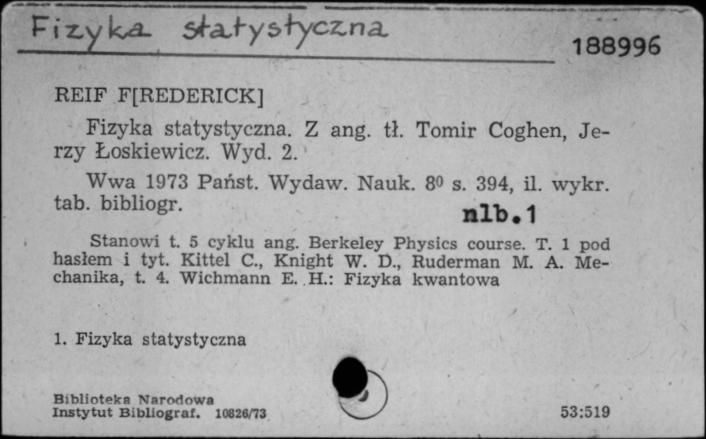 Fizyka statystyczna
188996
REIF F[REDERICK]
Fizyka statystyczna. Z ang. tł. Tomir Coghen, Je-
rzy Łoskiewicz. Wyd. 2.
Wwa 1973 Państ. Wydaw. Nauk. 8⁰ s. 394, il. wykr.
tab. bibliogr.
nlb.1
Stanowi t. 5 cyklu ang. Berkeley Physics course. T. 1 pod
hasłem i tyt. Kittel C., Knight W. D., Ruderman M. A. Me-
chanika, t. 4. Wichmann E. H.: Fizyka kwantowa
1. Fizyka statystyczna
Biblioteka Narodowa
Instytut Bibliograf. 10826/73
53:519